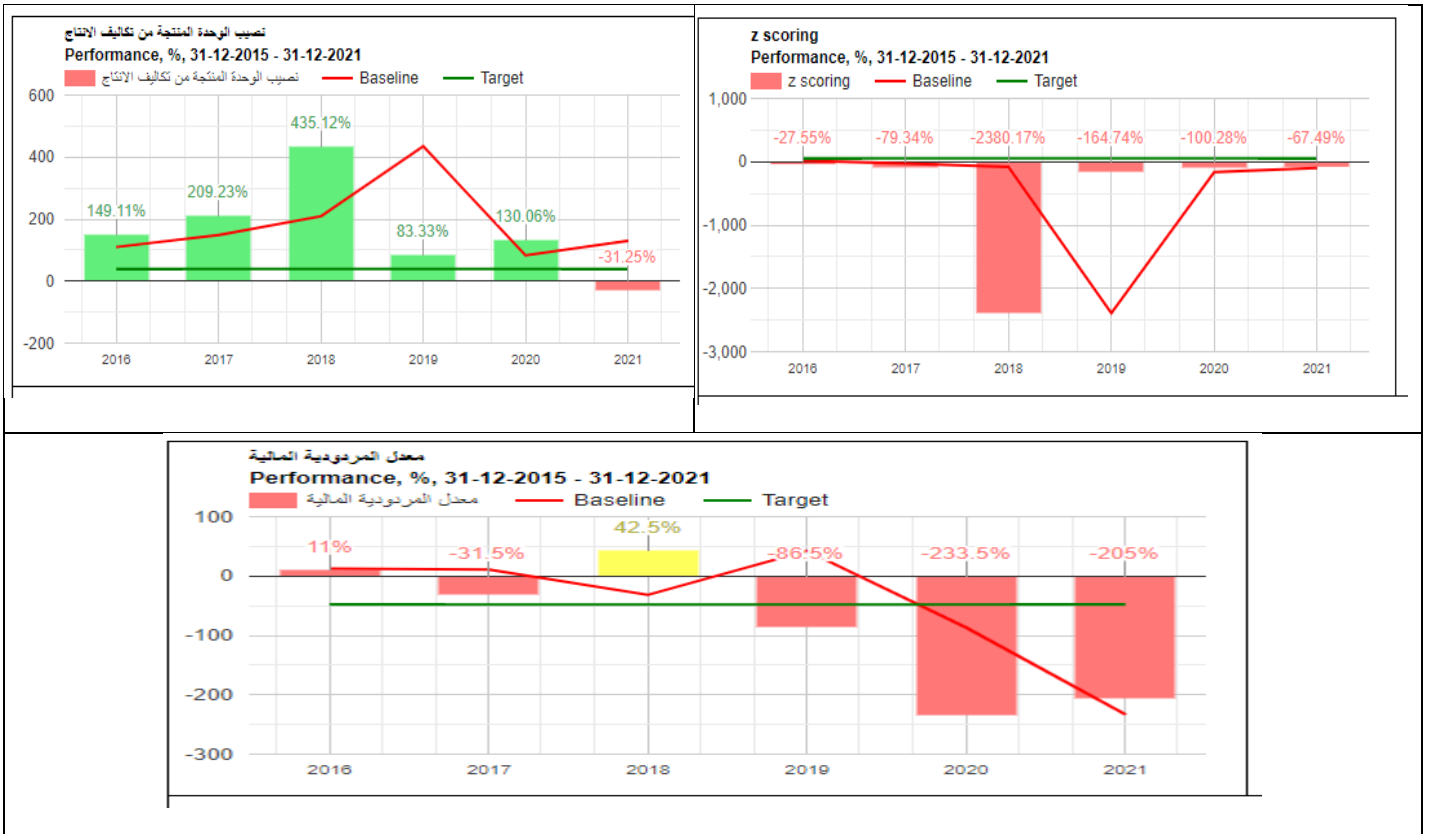 نصيب الوحدة المنتجة من تكاليف الانتاج
Performance, %, 31-12-2015 - 31-12-2021
نصيب الوحدة المنتجة من تكاليف الانتاج Baseline Target
600
435.12%
400
209.23%
149.11%
200
130.06%
83.33%
-31.25%
0
-200
2016 2017 2018 2019 2020 2021
z scoring
Performance, %, 31-12-2015 - 31-12-2021
z scoring Baseline Target
1,000
-27.55% -79.34% -2380.17% -164.74% -100.28% -67.49%
0
-1,000
-2,000
-3,000
2016 2017 2018 2019 2020 2021
معدل المردودية المالية
Performance, %, 31-12-2015 - 31-12-2021
معدل المردودية المالية Baseline Target
100
42.5%
11% -31.5% -86.5% -233.5% -205%
0
-100
-200
-300
2016 2017 2018 2019 2020 2021